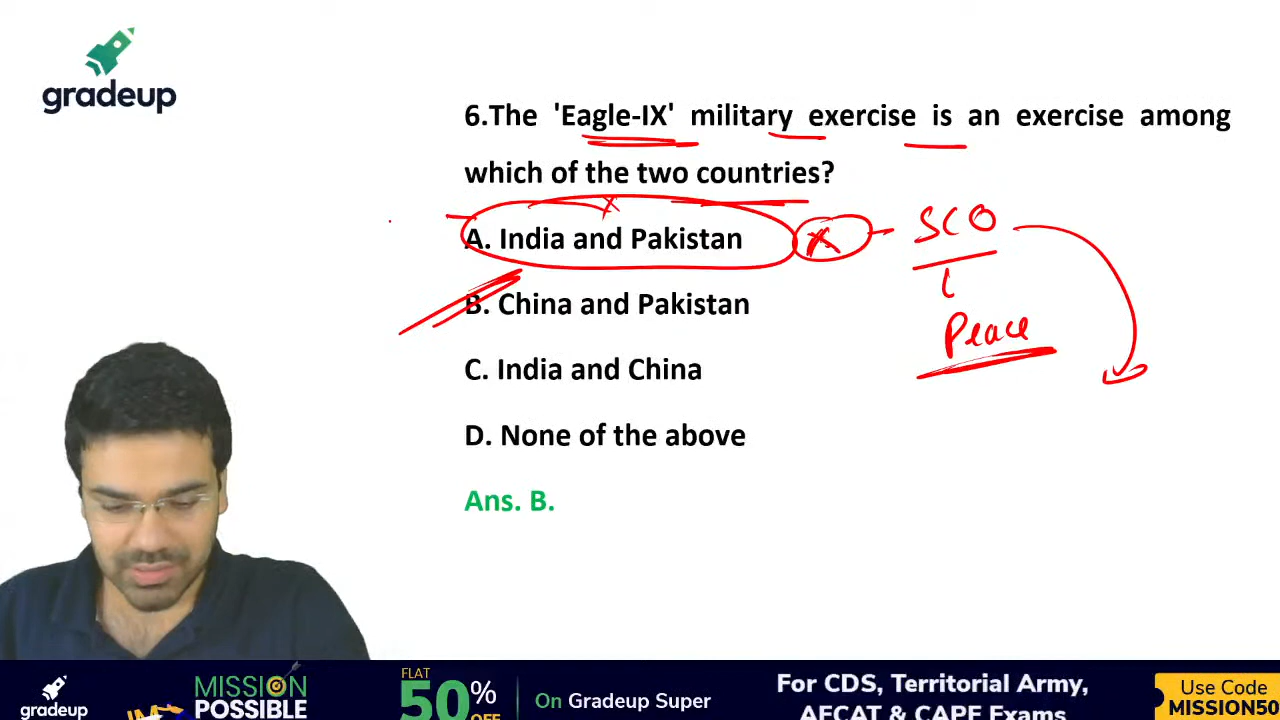 gradeup
6.The 'Eagle-IX' military exercise is an exercise among
which of the two countries?
A. India and Pakistan
x - SCO
B. China and Pakistan
Peace
C. India and China
D. None of the above
Ans. B.
gradeup
MISSION
POSSIBLE
FLAT
50% OFF
On Gradeup Super
For CDS, Territorial Army,
AFCAT & CAPF Exams
Use Code
MISSION50